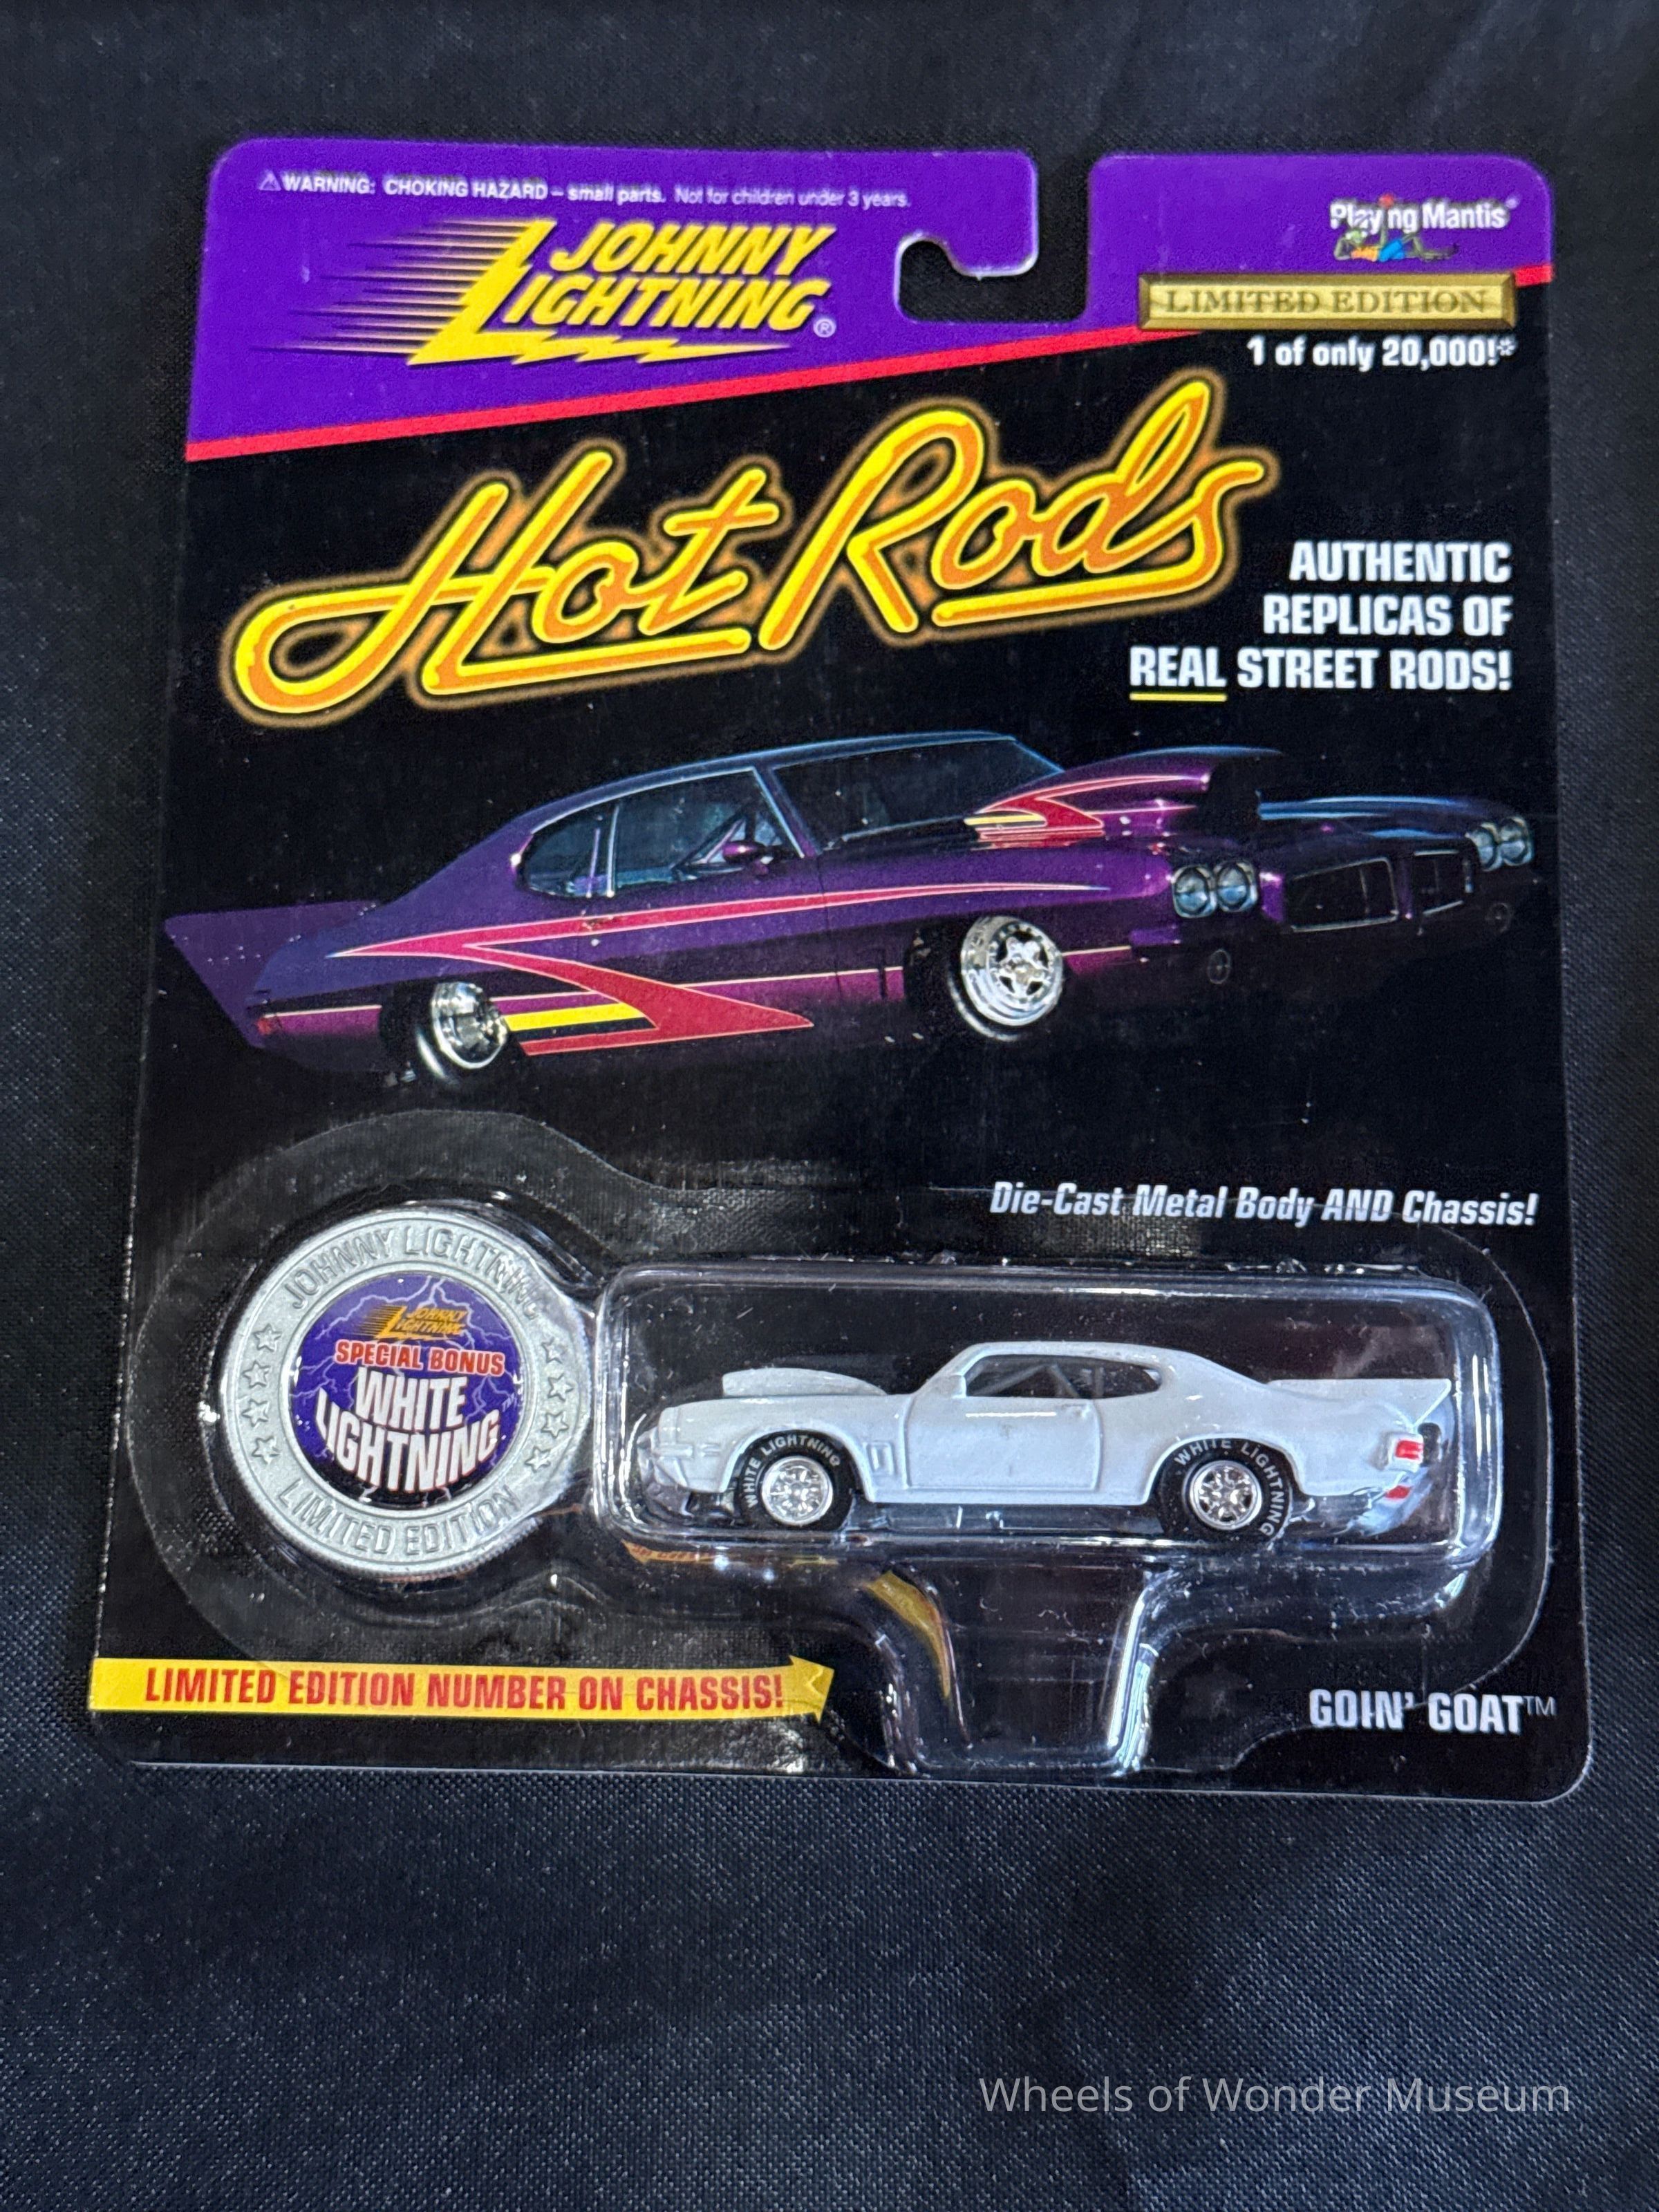 ⚠WARNING: CHOKING HAZARD – small parts. Not for children under 3 years.
JOHNNY
LIGHTNING®
Playing Mantis®
LIMITED EDITION
1 of only 20,000!*
Hot Rods
AUTHENTIC
REPLICAS OF
REAL STREET RODS!
Die-Cast Metal Body AND Chassis!
JOHNNY LIGHTNING
JOHNNY
LIGHTNING
SPECIAL BONUS
WHITE
LIGHTNING™
LIMITED EDITION
WHITE LIGHTNING
WHITE LIGHTNING
LIMITED EDITION NUMBER ON CHASSIS!
GOIN' GOAT™
Wheels of Wonder Museum